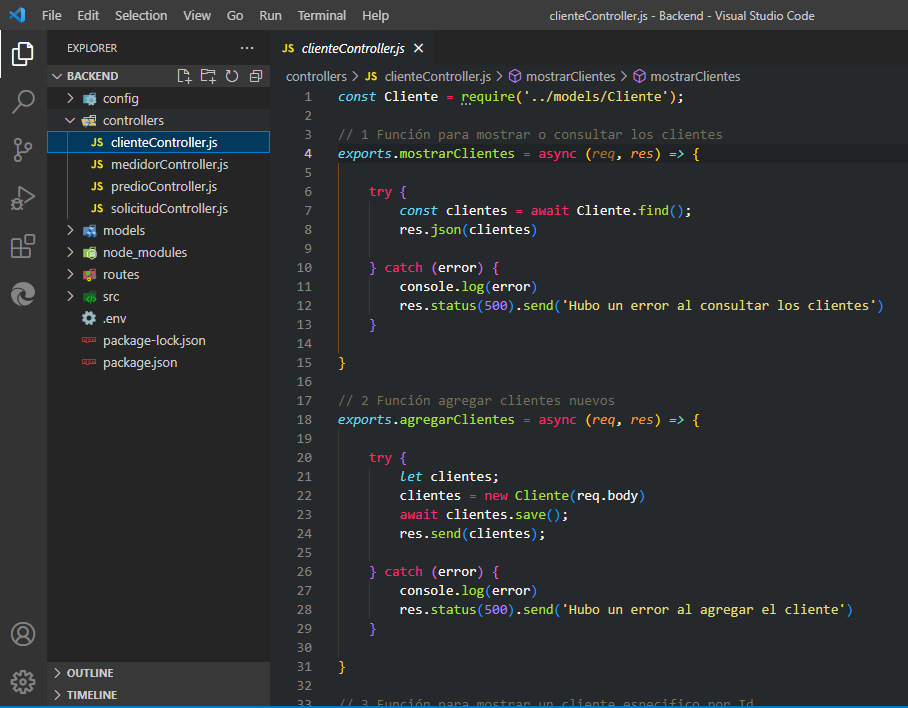 File Edit Selection View Go Run Terminal Help clienteController.js - Backend - Visual Studio Code
EXPLORER ...
BACKEND
config
controllers
JS clienteController.js
JS medidorController.js
JS predioController.js
JS solicitudController.js
models
node_modules
routes
src
.env
package-lock.json
package.json
OUTLINE
TIMELINE
JS clienteController.js
controllers > JS clienteController.js > mostrarClientes > mostrarClientes
1 const Cliente = require('../models/Cliente');
2
3 // 1 Función para mostrar o consultar los clientes
4 exports.mostrarClientes = async (req, res) => {
5
6 try {
7 const clientes = await Cliente.find();
8 res.json(clientes)
9
10 } catch (error) {
11 console.log(error)
12 res.status(500).send('Hubo un error al consultar los clientes')
13 }
14
15 }
16
17 // 2 Función agregar clientes nuevos
18 exports.agregarClientes = async (req, res) => {
19
20 try {
21 let clientes;
22 clientes = new Cliente(req.body)
23 await clientes.save();
24 res.send(clientes);
25
26 } catch (error) {
27 console.log(error)
28 res.status(500).send('Hubo un error al agregar el cliente')
29 }
30
31 }
32
33 // 3 Función para mostrar un cliente especifico por Id